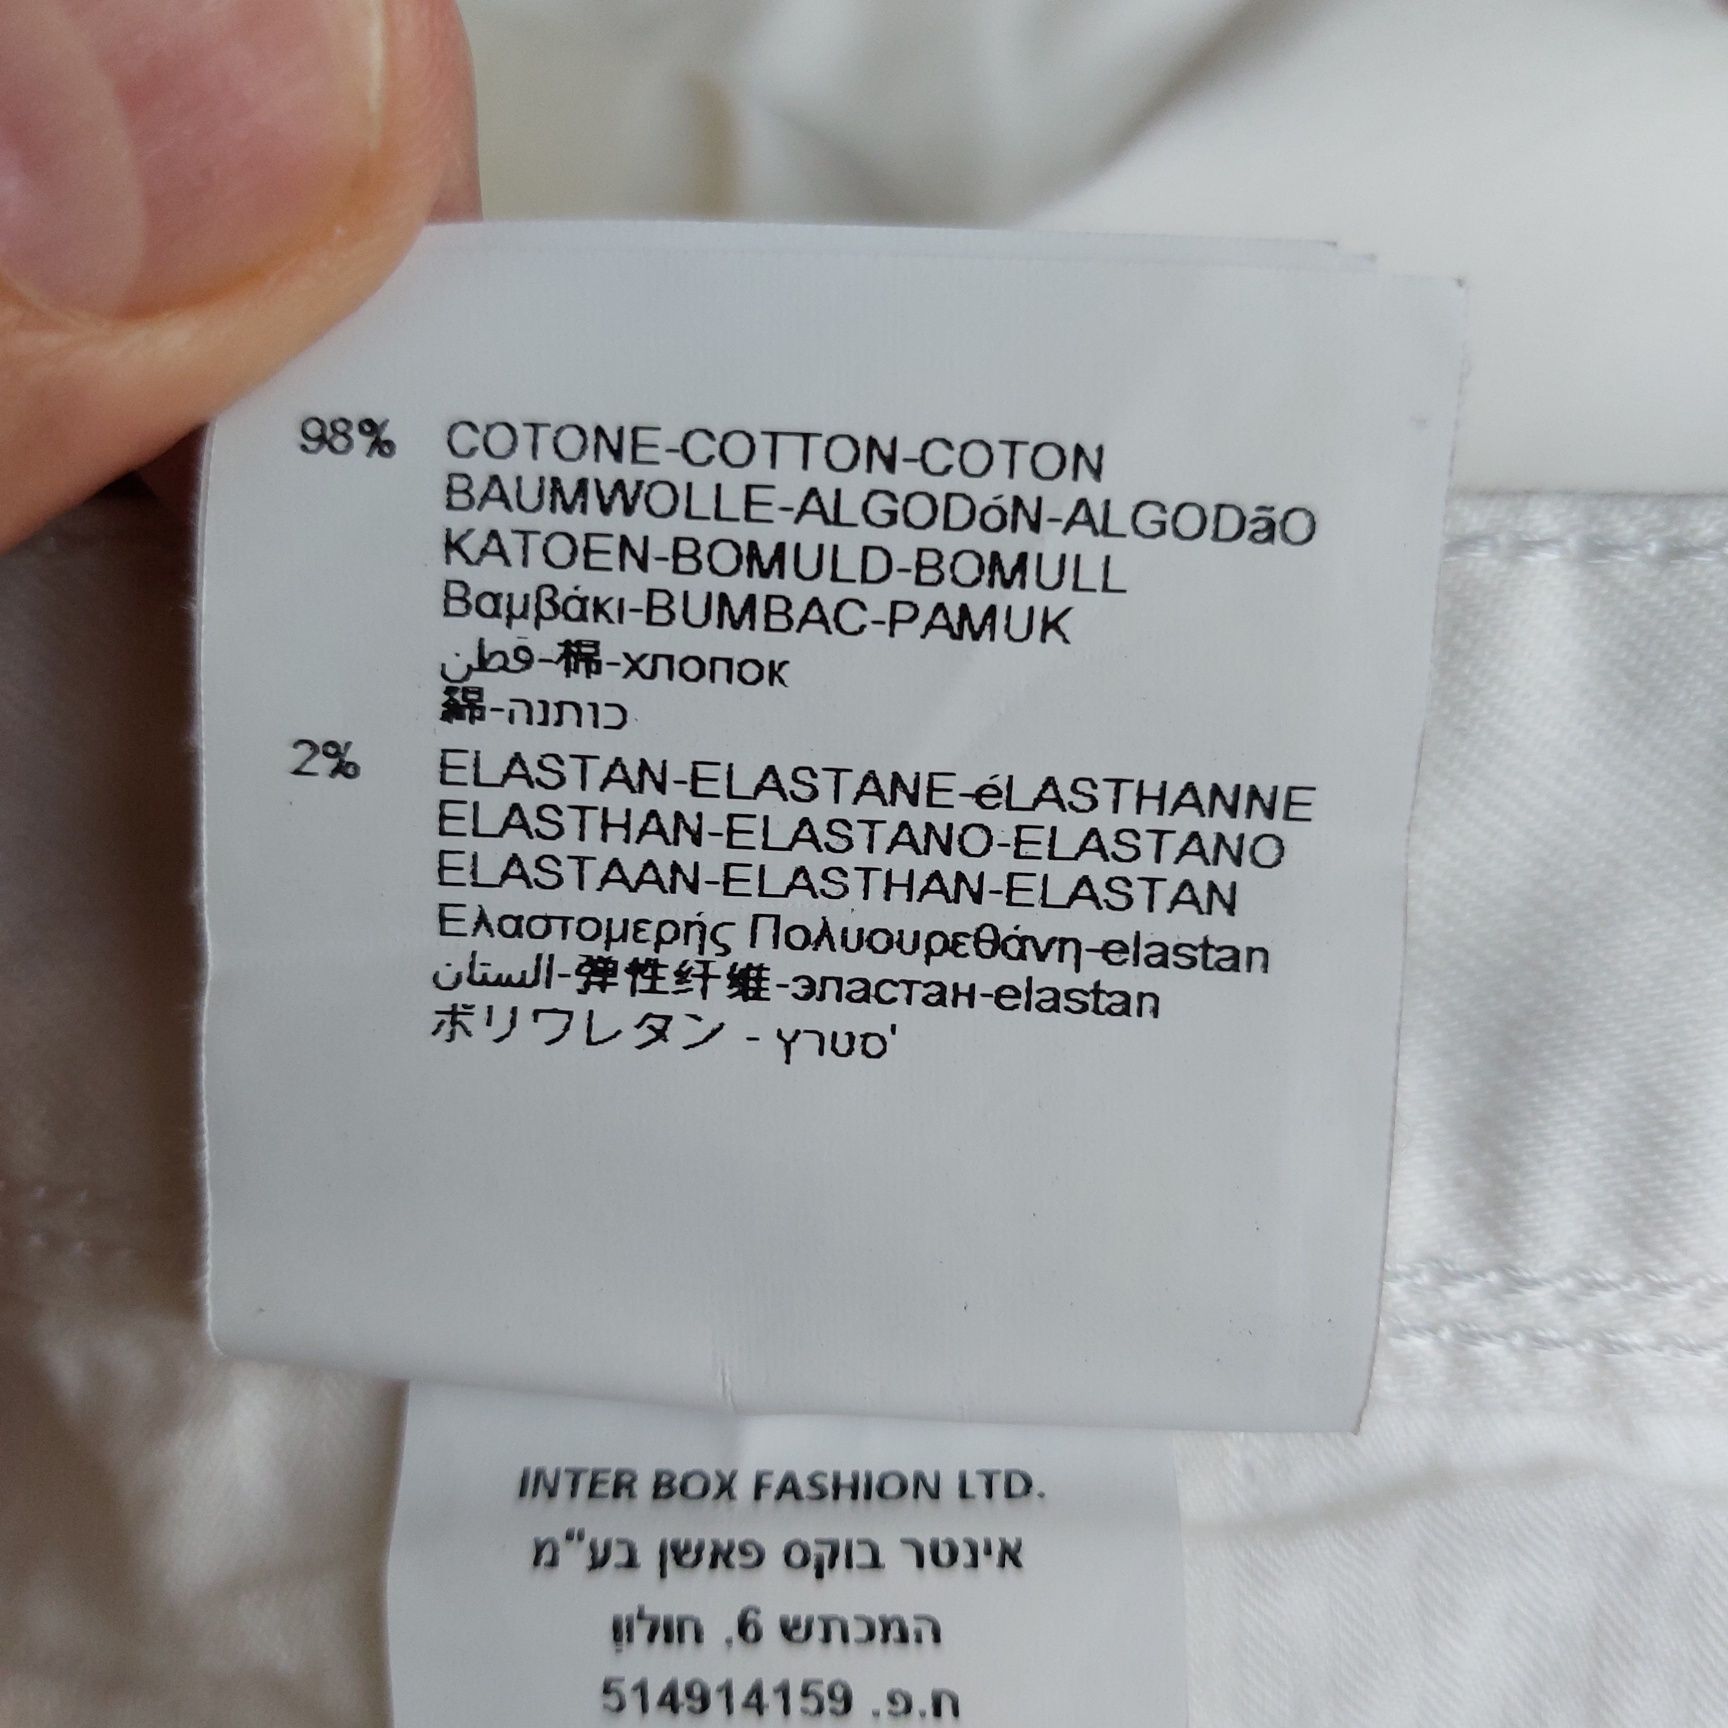 98% COTONE-COTTON-COTON
BAUMWOLLE-ALGODóN-ALGODãO
KATOEN-BOMULD-BOMULL
Βαμβάκι-BUMBAC-PAMUK
قطن-棉-хлопок
綿-כותנה
2% ELASTAN-ELASTANE-éLASTHANNE
ELASTHAN-ELASTANO-ELASTANO
ELASTAAN-ELASTHAN-ELASTAN
Ελαστομερής Πολυουρεθάνη-elastan
الستان-弹性纤维-эластан-elastan
ポリウレタン - סטרץ'
INTER BOX FASHION LTD.
אינטר בוקס פאשן בע"מ
המכתש 6, חולון
ח.פ. 514914159